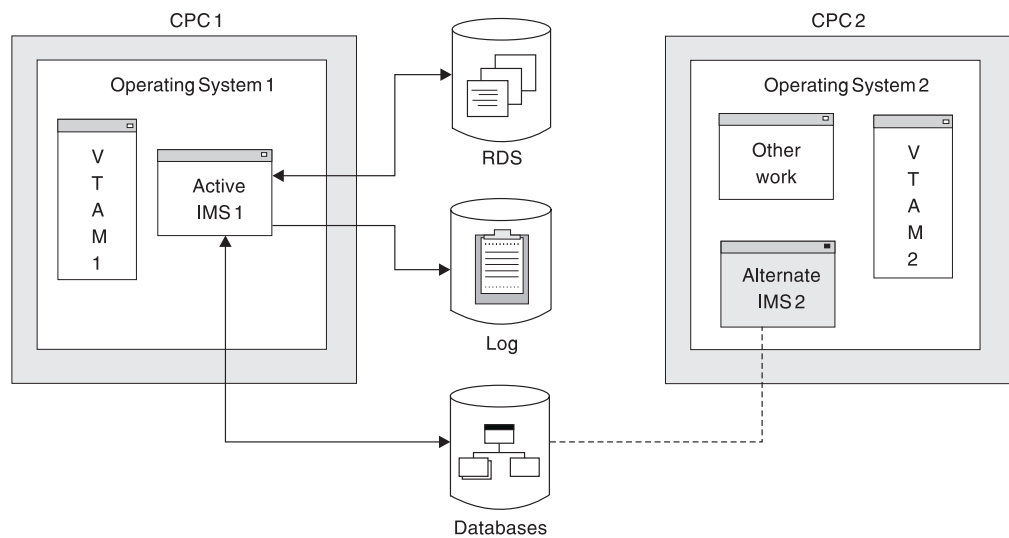 CPC 1
Operating System 1
V
T
A
M
1
Active
IMS 1
RDS
Log
Databases
CPC 2
Operating System 2
Other
work
Alternate
IMS 2
V
T
A
M
2